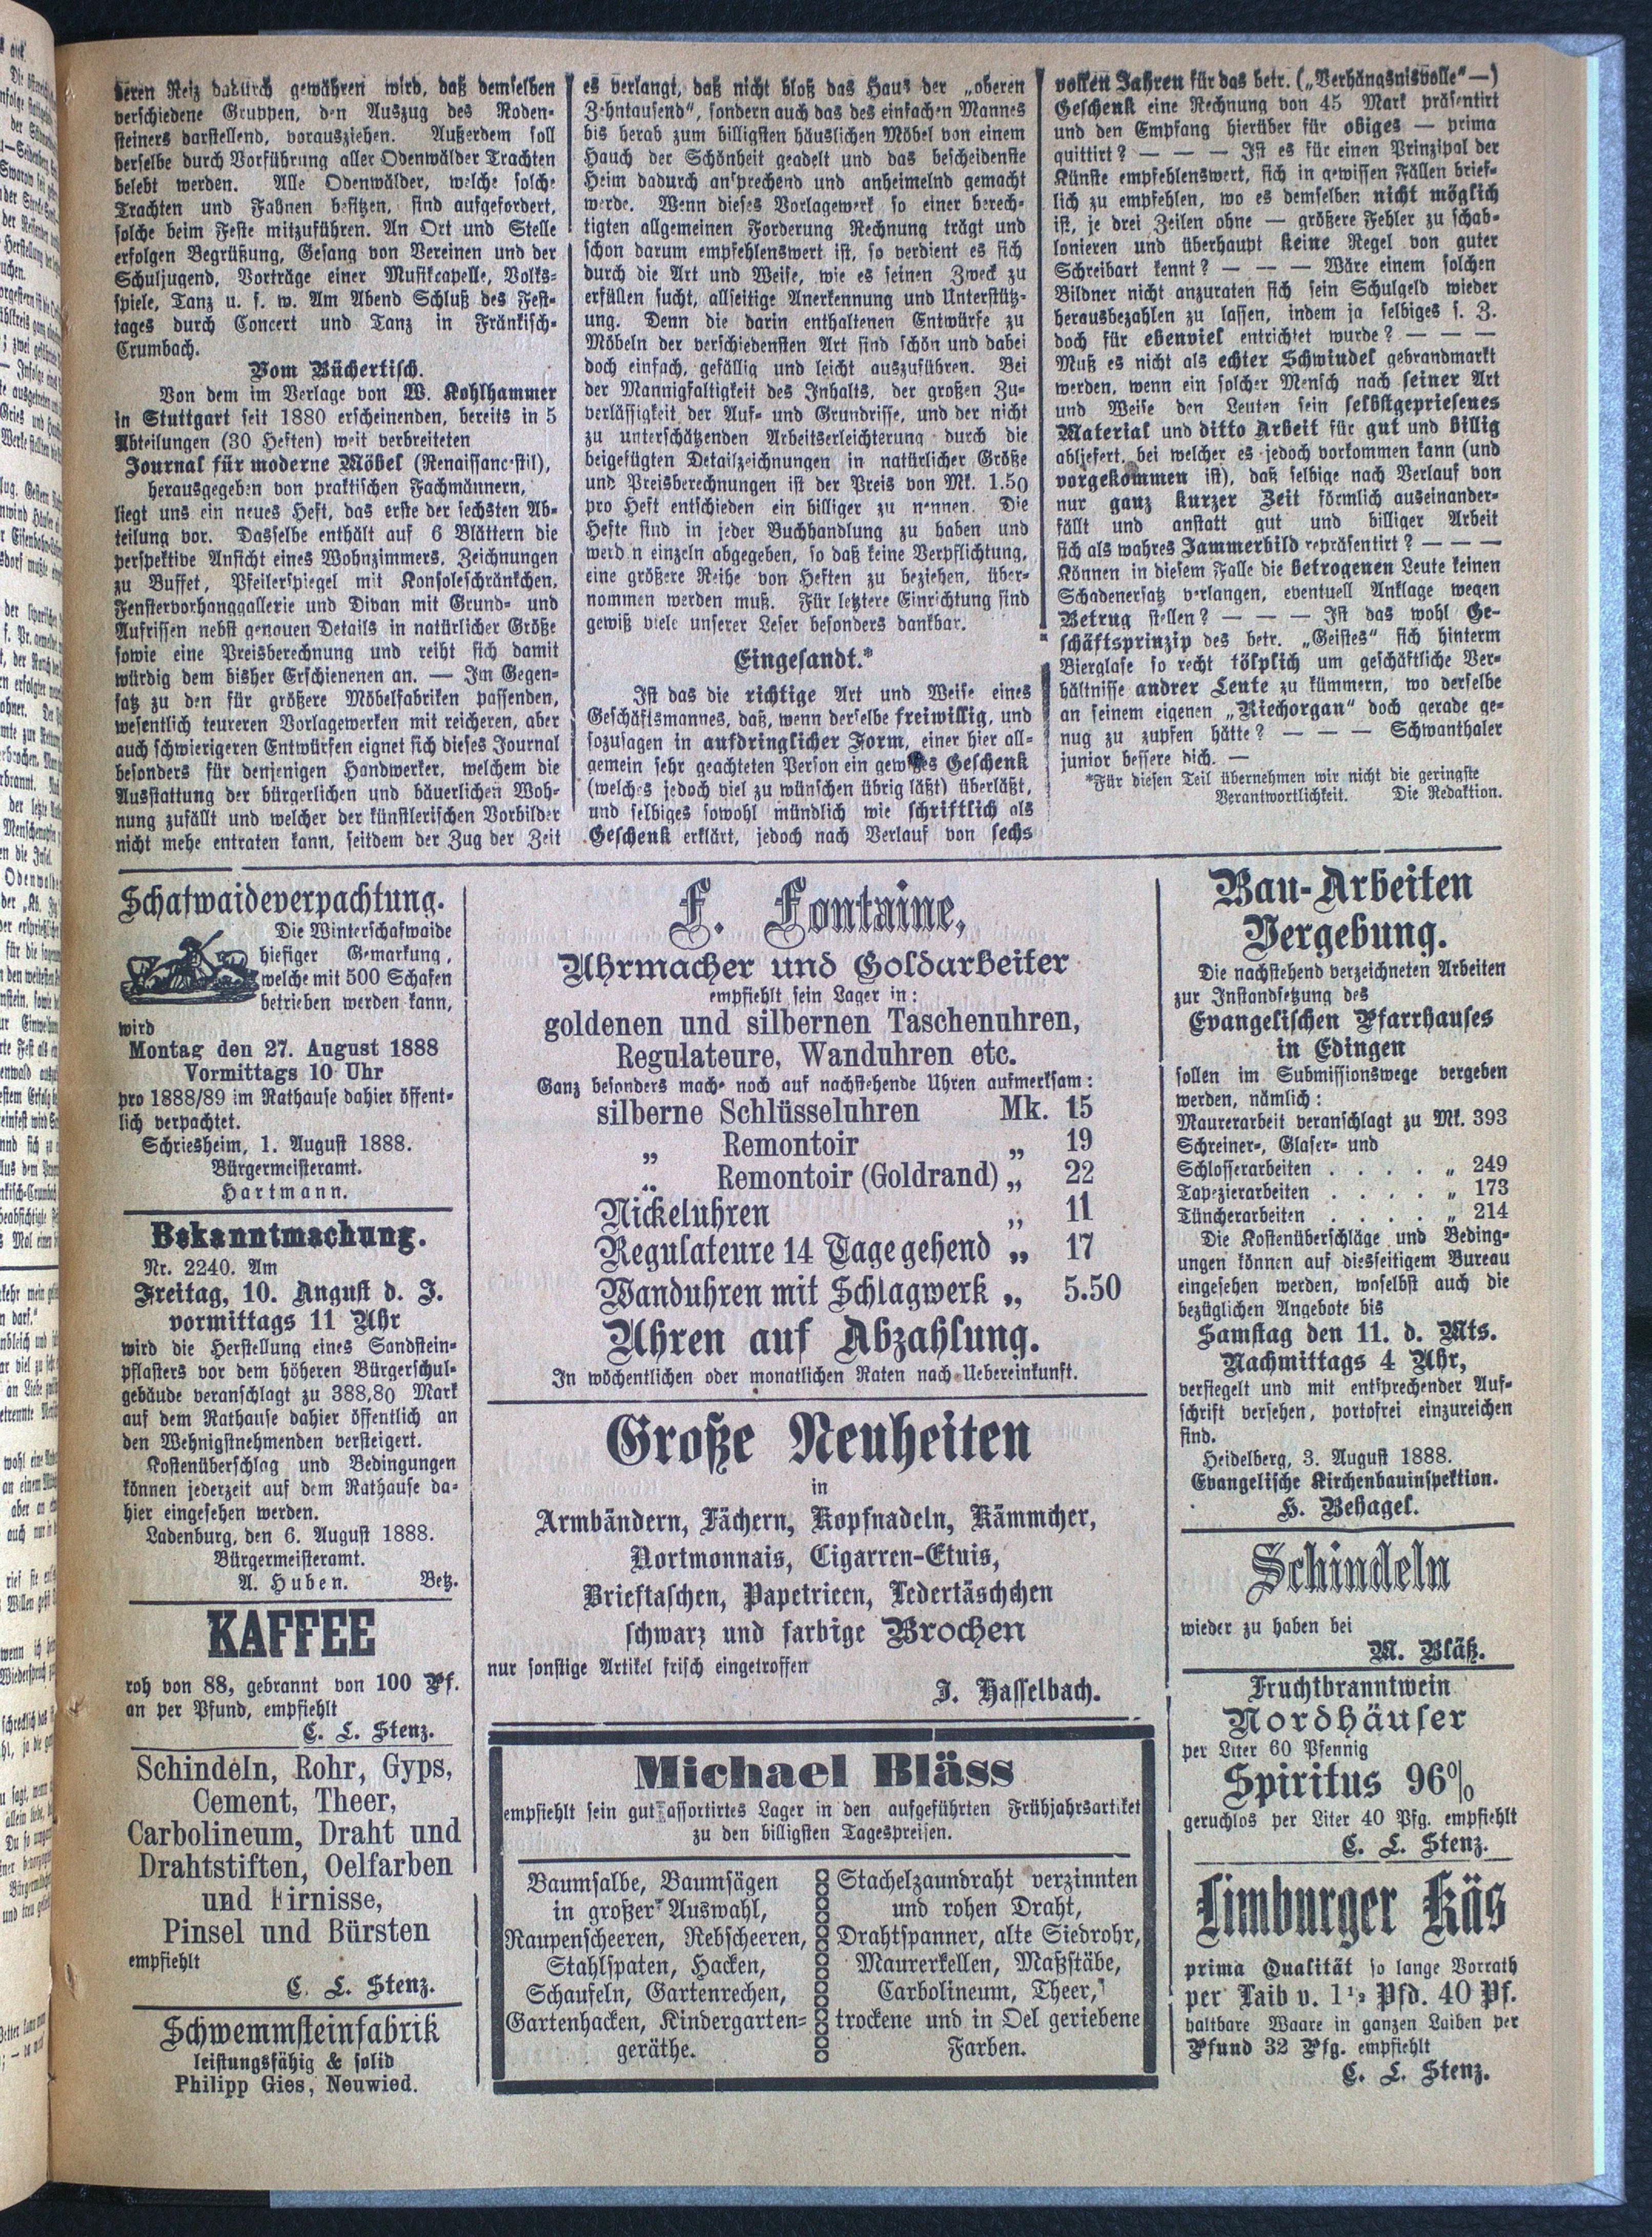 deren Reiz dadurch gewähren wird, daß demselben
verschiedene Gruppen, den Auszug des Roden-
steiners darstellend, vorausziehen. Außerdem soll
derselbe durch Vorführung aller Odenwälder Trachten
belebt werden. Alle Odenwälder, welche solche
Trachten und Fahnen besitzen, sind aufgefordert,
solche beim Feste mitzuführen. An Ort und Stelle
erfolgen Begrüßung, Gesang von Vereinen und der
Schuljugend, Vorträge einer Musikcapelle, Volks-
spiele, Tanz u. s. w. Am Abend Schluß des Fest-
tages durch Concert und Tanz in Fränkisch-
Crumbach.
Vom Büchertisch.
Von dem im Verlage von W. Kohlhammer
in Stuttgart seit 1880 erscheinenden, bereits in 5
Abteilungen (30 Heften) weit verbreiteten
Journal für moderne Möbel (Renaissancestil),
herausgegeben von praktischen Fachmännern,
liegt uns ein neues Heft, das erste der sechsten Ab-
teilung vor. Dasselbe enthält auf 6 Blättern die
perspektive Ansicht eines Wohnzimmers, Zeichnungen
zu Buffet, Pfeilerspiegel mit Konsoleschränkchen,
Fenstervorhanggallerie und Divan mit Grund- und
Aufrissen nebst genauen Details in natürlicher Größe
sowie eine Preisberechnung und reiht sich damit
würdig dem bisher Erschienenen an. — Im Gegen-
satz zu den für größere Möbelfabriken passenden,
wesentlich teureren Vorlagewerken mit reicheren, aber
auch schwierigeren Entwürfen eignet sich dieses Journal
besonders für denjenigen Handwerker, welchem die
Ausstattung der bürgerlichen und bäuerlichen Woh-
nung zufällt und welcher der künstlerischen Vorbilder
nicht mehe entraten kann, seitdem der Zug der Zeit
es verlangt, daß nicht bloß das Haus der „oberen
Zehntausend", sondern auch das des einfachen Mannes
bis herab zum billigsten häuslichen Möbel von einem
Hauch der Schönheit geadelt und das bescheidenste
Heim dadurch ansprechend und anheimelnd gemacht
werde. Wenn dieses Vorlagewerk so einer berech-
tigten allgemeinen Forderung Rechnung trägt und
schon darum empfehlenswert ist, so verdient es sich
durch die Art und Weise, wie es seinen Zweck zu
erfüllen sucht, allseitige Anerkennung und Unterstütz-
ung. Denn die darin enthaltenen Entwürfe zu
Möbeln der verschiedensten Art sind schön und dabei
doch einfach, gefällig und leicht auszuführen. Bei
der Mannigfaltigkeit des Inhalts, der großen Zu-
verlässigkeit der Auf- und Grundrisse, und der nicht
zu unterschätzenden Arbeitserleichterung durch die
beigefügten Detailzeichnungen in natürlicher Größe
und Preisberechnungen ist der Preis von Mk. 1.50
pro Heft entschieden ein billiger zu nennen. Die
Hefte sind in jeder Buchhandlung zu haben und
werd n einzeln abgegeben, so daß keine Verpflichtung,
eine größere Reihe von Heften zu beziehen, über-
nommen werden muß. Für letztere Einrichtung sind
gewiß viele unserer Leser besonders dankbar.
Eingesandt.*
Ist das die richtige Art und Weise eines
Geschäftsmannes, daß, wenn derselbe freiwillig, und
sozusagen in aufdringlicher Form, einer hier all-
gemein sehr geachteten Person ein Geschenk
(welches jedoch viel zu wünschen übrig läßt) überläßt,
und selbiges sowohl mündlich wie schriftlich als
Geschenk erklärt, jedoch nach Verlauf von sechs
vollen Jahren für das betr. („Verhängnisvolle"—)
Geschenk eine Rechnung von 45 Mark präsentirt
und den Empfang hierüber für obiges — prima
quittirt? — — — Ist es für einen Prinzipal der
Künste empfehlenswert, sich in gewissen Fällen brief-
lich zu empfehlen, wo es demselben nicht möglich
ist, je drei Zeilen ohne — größere Fehler zu schab-
lonieren und überhaupt keine Regel von guter
Schreibart kennt? — — — Wäre einem solchen
Bildner nicht anzuraten sich sein Schulgeld wieder
herausbezahlen zu lassen, indem ja selbiges s. Z.
doch für ebenviel entrichtet wurde? — — —
Muß es nicht als echter Schwindel gebrandmarkt
werden, wenn ein solcher Mensch nach seiner Art
und Weise den Leuten sein selbstgepriesenes
Material und ditto Arbeit für gut und billig
abliefert, bei welcher es jedoch vorkommen kann (und
vorgekommen ist), daß selbige nach Verlauf von
nur ganz kurzer Zeit förmlich auseinander-
fällt und anstatt gut und billiger Arbeit
sich als wahres Jammerbild repräsentirt? — — —
Können in diesem Falle die betrogenen Leute keinen
Schadenersatz verlangen, eventuell Anklage wegen
Betrug stellen? — — — Ist das wohl Ge-
schäftsprinzip des betr. „Geistes" sich hinterm
Bierglase so recht tölplich um geschäftliche Ver-
hältnisse andrer Leute zu kümmern, wo derselbe
an seinem eigenen „Riechorgan" doch gerade ge-
nug zu zupfen hätte? — — — Schwanthaler
junior bessere dich. —
*Für diesen Teil übernehmen wir nicht die geringste
Verantwortlichkeit. Die Redaktion.
Schafwaideverpachtung.
Die Winterschafwaide
hiesiger Gemarkung,
welche mit 500 Schafen
betrieben werden kann,
wird
Montag den 27. August 1888
Vormittags 10 Uhr
pro 1888/89 im Rathause dahier öffent-
lich verpachtet.
Schriesheim, 1. August 1888.
Bürgermeisteramt.
Hartmann.
Bekanntmachung.
Nr. 2240. Am
Freitag, 10. August d. J.
vormittags 11 Uhr
wird die Herstellung eines Sandstein-
pflasters vor dem höheren Bürgerschul-
gebäude veranschlagt zu 388,80 Mark
auf dem Rathause dahier öffentlich an
den Wehnigstnehmenden versteigert.
Kostenüberschlag und Bedingungen
können jederzeit auf dem Rathause da-
hier eingesehen werden.
Ladenburg, den 6. August 1888.
Bürgermeisteramt.
A. Huben. Betz.
KAFFEE
roh von 88, gebrannt von 100 Pf.
an per Pfund, empfiehlt
C. L. Stenz.
Schindeln, Rohr, Gyps,
Cement, Theer,
Carbolineum, Draht und
Drahtstiften, Oelfarben
und Firnisse,
Pinsel und Bürsten
empfiehlt
C. L. Stenz.
Schwemmsteinfabrik
leistungsfähig & solid
Philipp Gies, Neuwied.
F. Fontaine,
Uhrmacher und Goldarbeiter
empfiehlt sein Lager in:
goldenen und silbernen Taschenuhren,
Regulateure, Wanduhren etc.
Ganz besonders mache noch auf nachstehende Uhren aufmerksam:
silberne Schlüsseluhren Mk. 15
„ Remontoir „ 19
„ Remontoir (Goldrand) „ 22
Nickeluhren „ 11
Regulateure 14 Tage gehend „ 17
Wanduhren mit Schlagwerk „ 5.50
Uhren auf Abzahlung.
In wöchentlichen oder monatlichen Raten nach Uebereinkunft.
Große Neuheiten
in
Armbändern, Fächern, Kopfnadeln, Kämmcher,
Portmonnais, Cigarren-Etuis,
Brieftaschen, Papetrieen, Ledertäschchen
schwarz und farbige Brochen
nur sonstige Artikel frisch eingetroffen
J. Hasselbach.
Michael Bläss
empfiehlt sein gut assortirtes Lager in den aufgeführten Frühjahrsartikel
zu den billigsten Tagespreisen.
Baumsalbe, Baumsägen
in großer Auswahl,
Raupenscheeren, Rebscheeren,
Stahlspaten, Hacken,
Schaufeln, Gartenrechen,
Gartenhacken, Kindergarten-
geräthe.
Stachelzaundraht verzinnten
und rohen Draht,
Drahtspanner, alte Siedrohr,
Maurerkellen, Maßstäbe,
Carbolineum, Theer,
trockene und in Oel geriebene
Farben.
Bau-Arbeiten
Vergebung.
Die nachstehend verzeichneten Arbeiten
zur Instandsetzung des
Evangelischen Pfarrhauses
in Edingen
sollen im Submissionswege vergeben
werden, nämlich:
Maurerarbeit veranschlagt zu Mk. 393
Schreiner-, Glaser- und
Schlosserarbeiten . . . . „ 249
Tapezierarbeiten . . . . „ 173
Tüncherarbeiten . . . . „ 214
Die Kostenüberschläge und Beding-
ungen können auf diesseitigem Bureau
eingesehen werden, woselbst auch die
bezüglichen Angebote bis
Samstag den 11. d. Mts.
Nachmittags 4 Uhr,
versiegelt und mit entsprechender Auf-
schrift versehen, portofrei einzureichen
sind.
Heidelberg, 3. August 1888.
Evangelische Kirchenbauinspektion.
H. Behagel.
Schindeln
wieder zu haben bei
M. Bläß.
Fruchtbranntwein
Nordhäuser
per Liter 60 Pfennig
Spiritus 96%
geruchlos per Liter 40 Pfg. empfiehlt
C. L. Stenz.
Limburger Käs
prima Qualität so lange Vorrath
per Laib v. 1½ Pfd. 40 Pf.
haltbare Waare in ganzen Laiben per
Pfund 32 Pfg. empfiehlt
C. L. Stenz.